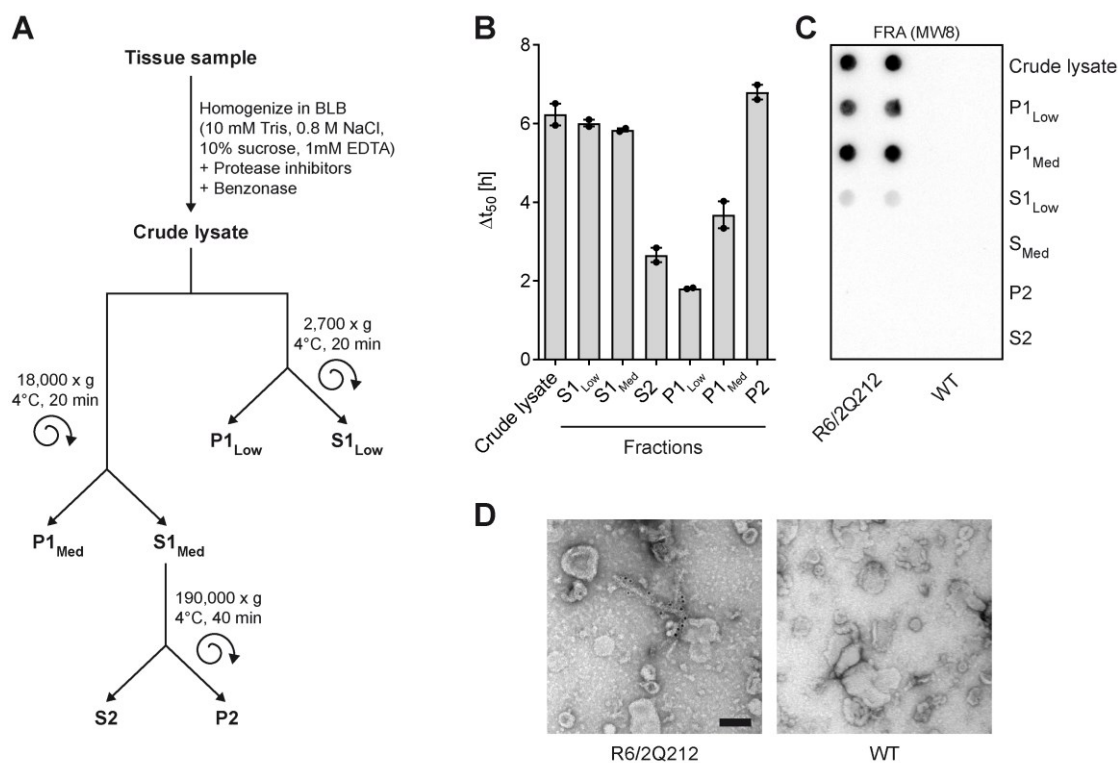 A
Tissue sample
Homogenize in BLB
(10 mM Tris, 0.8 M NaCl,
10% sucrose, 1mM EDTA)
+ Protease inhibitors
+ Benzonase
Crude lysate
2,700 x g
4°C, 20 min
18,000 x g
4°C, 20 min
P1Low
S1Low
P1Med
S1Med
190,000 x g
4°C, 40 min
S2
P2
B
Δt50 [h]
8
6
4
2
0
Crude lysate
S1Low
S1Med
S2
P1Low
P1Med
P2
Fractions
C
FRA (MW8)
Crude lysate
P1Low
P1Med
S1Low
SMed
P2
S2
R6/2Q212
WT
D
R6/2Q212
WT